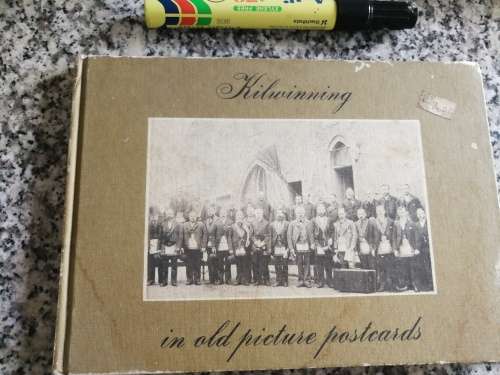 Kilwinning
in old picture postcards